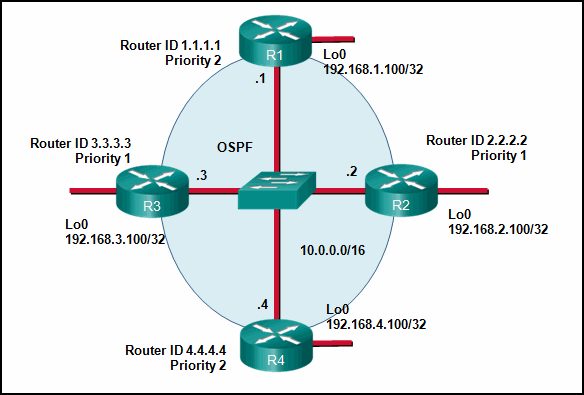 Router ID 1.1.1.1
Priority 2
R1
Lo0
192.168.1.100/32
.1
Router ID 3.3.3.3
Priority 1
OSPF
Router ID 2.2.2.2
Priority 1
.3
.2
R3
R2
Lo0
192.168.3.100/32
Lo0
192.168.2.100/32
10.0.0.0/16
.4
Lo0
192.168.4.100/32
Router ID 4.4.4.4
Priority 2
R4